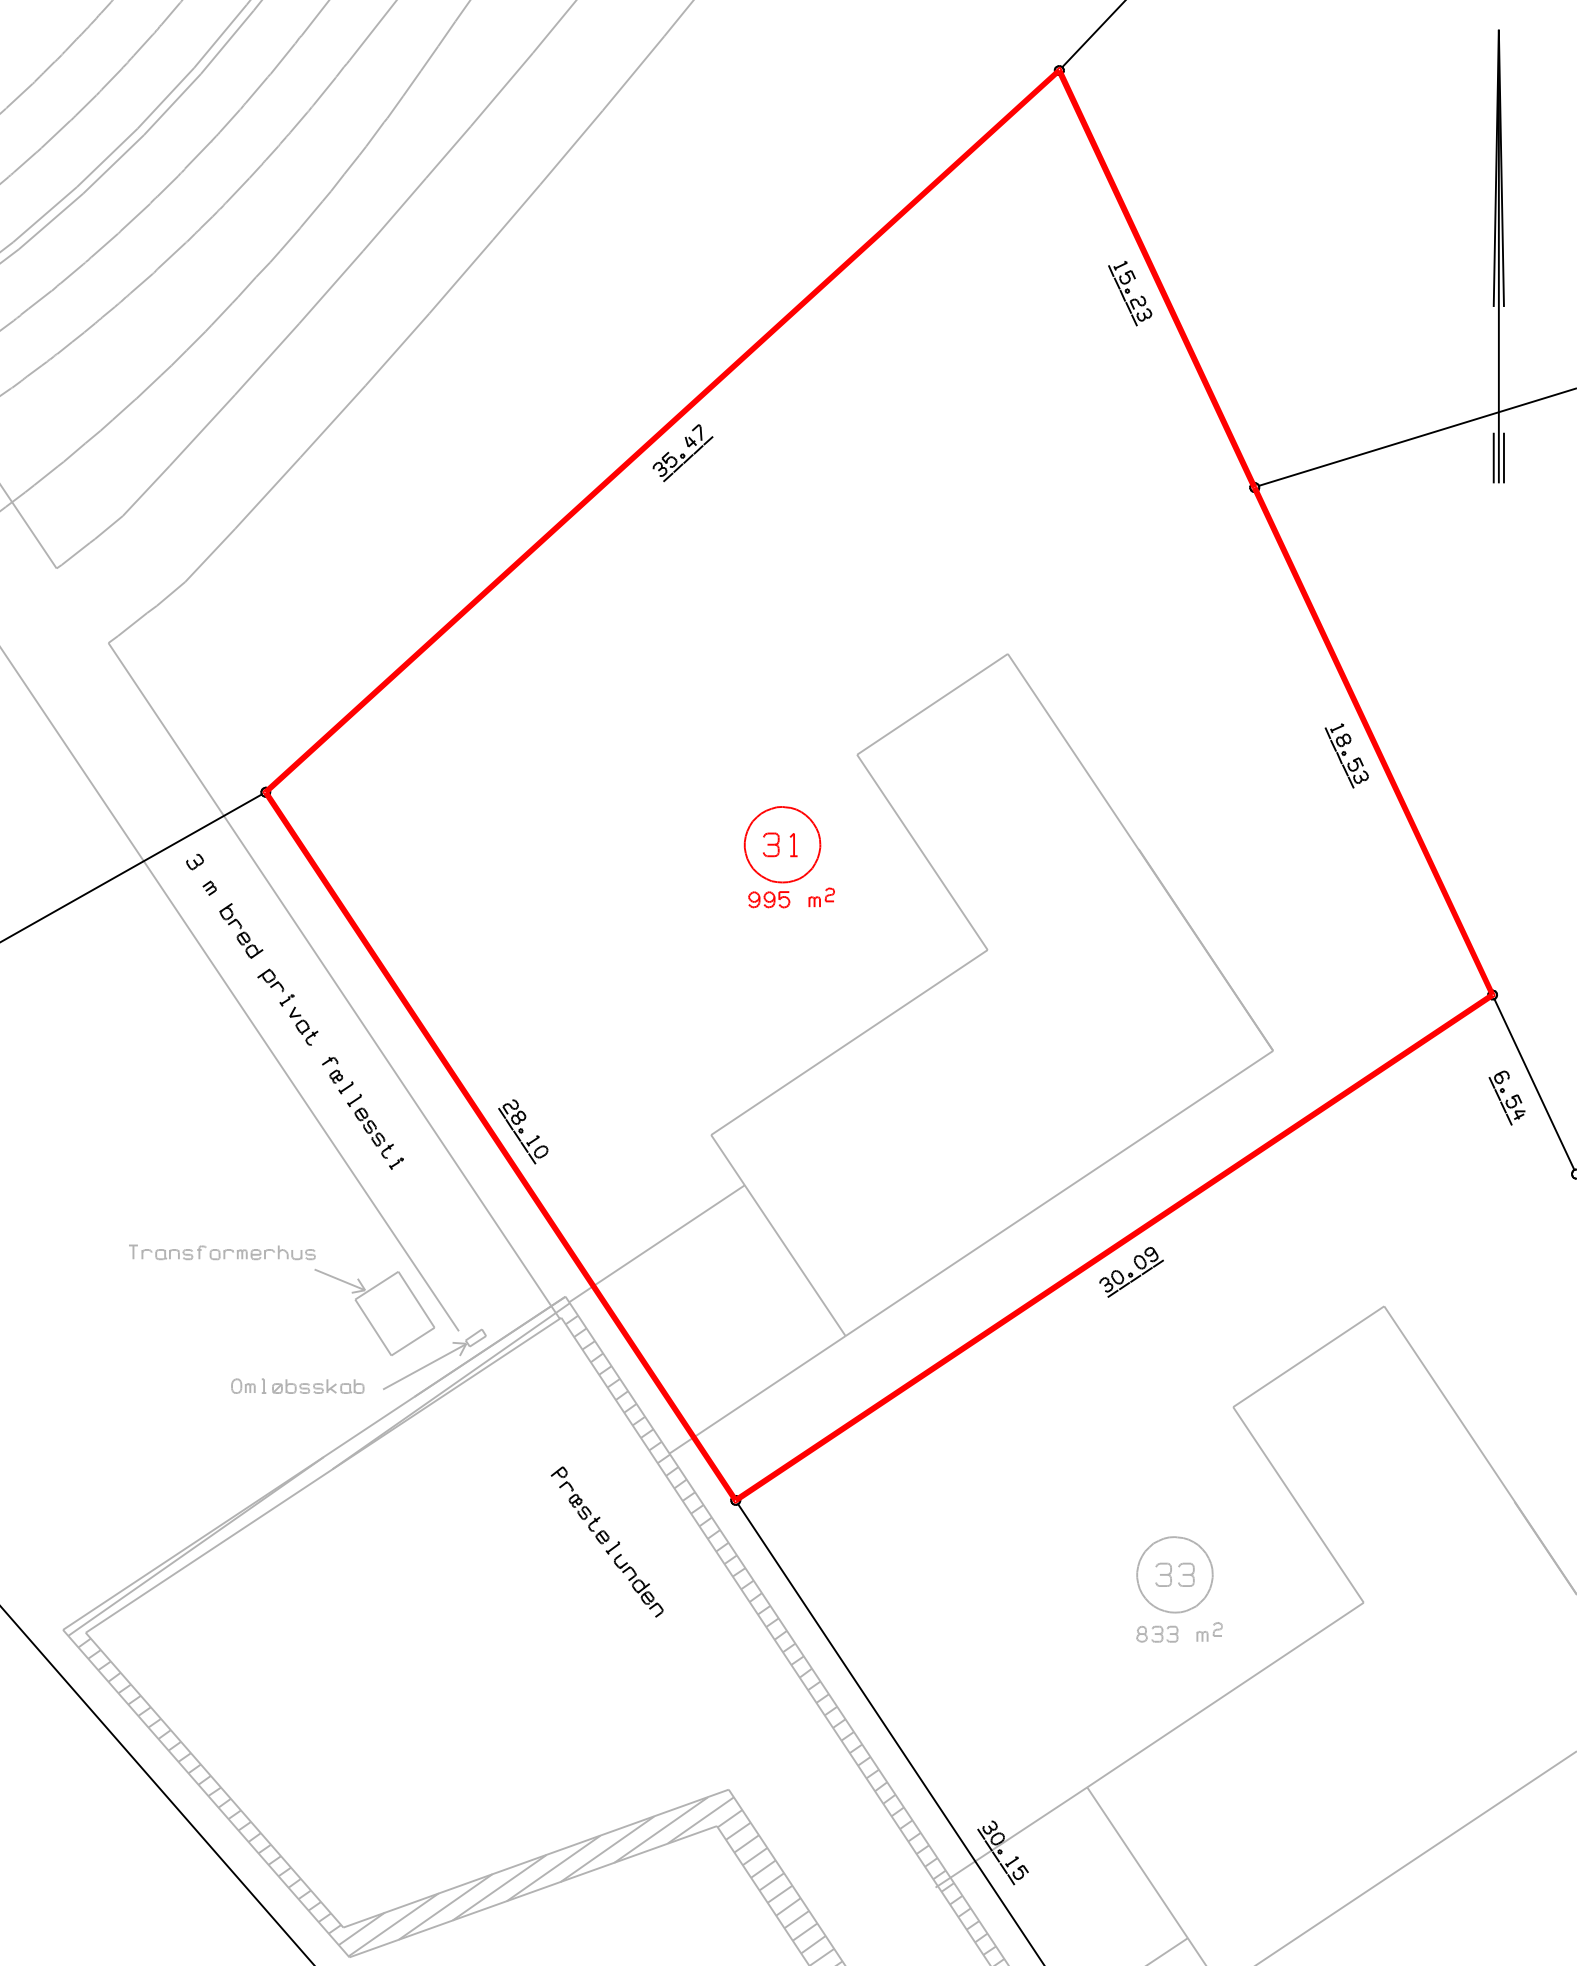 15.23
35.47
18.53
31
995 m²
3 m bred privat fællessti
28.10
6.54
Transformerhus
30.09
Omløbsskab
Præstelunden
33
833 m²
30.15